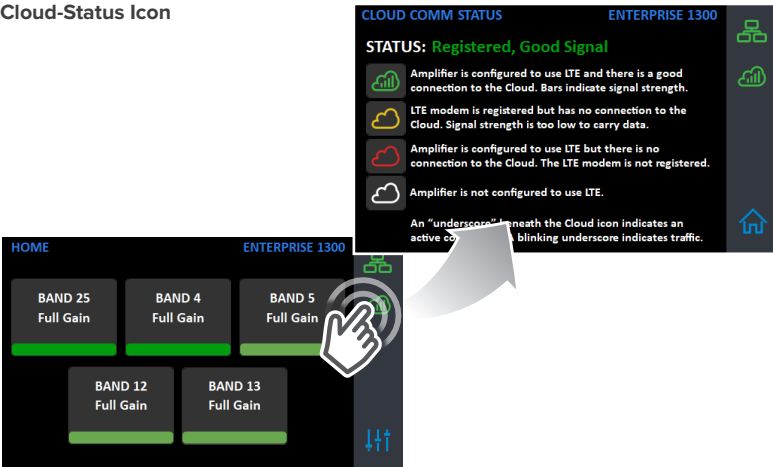 Cloud-Status Icon
CLOUD COMM STATUS ENTERPRISE 1300
STATUS: Registered, Good Signal
Amplifier is configured to use LTE and there is a good
connection to the Cloud. Bars indicate signal strength.
LTE modem is registered but has no connection to the
Cloud. Signal strength is too low to carry data.
Amplifier is configured to use LTE but there is no
connection to the Cloud. The LTE modem is not registered.
Amplifier is not configured to use LTE.
An “underscore” beneath the Cloud icon indicates an
active blinking underscore indicates traffic.
HOME ENTERPRISE 1300
BAND 25
Full Gain
BAND 4
Full Gain
BAND 5
Full Gain
BAND 12
Full Gain
BAND 13
Full Gain